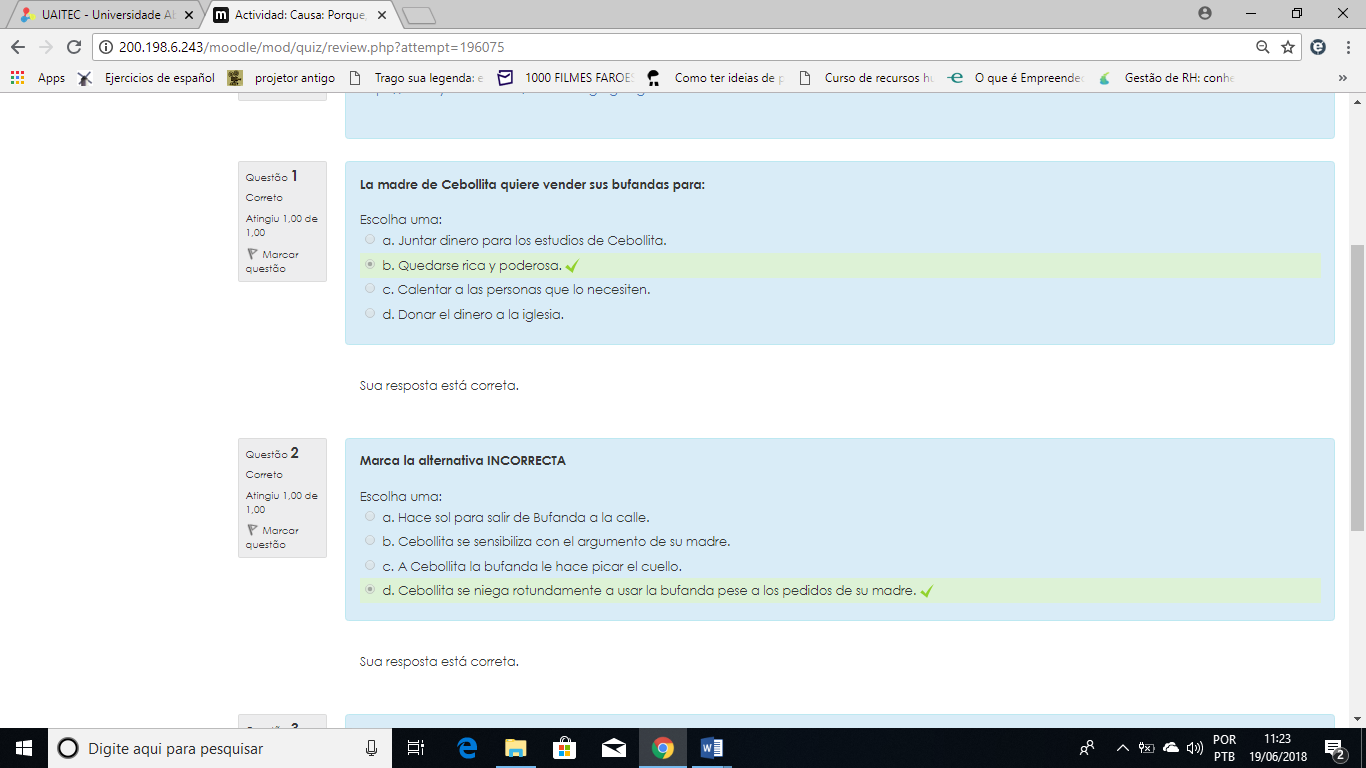 UAITEC - Universidade Ab
Actividad: Causa: Porque,
200.198.6.243/moodle/mod/quiz/review.php?attempt=196075
Apps
Ejercicios de español
projetor antigo
Trago sua legenda: e
1000 FILMES FAROES
Como ter ideias de p
Curso de recursos hu
O que é Empreende
Gestão de RH: conhe
»
Questão 1
Correto
Atingiu 1,00 de
1,00
Marcar
questão
La madre de Cebollita quiere vender sus bufandas para:
Escolha uma:
a. Juntar dinero para los estudios de Cebollita.
b. Quedarse rica y poderosa.
c. Calentar a las personas que lo necesiten.
d. Donar el dinero a la iglesia.
Sua resposta está correta.
Questão 2
Correto
Atingiu 1,00 de
1,00
Marcar
questão
Marca la alternativa INCORRECTA
Escolha uma:
a. Hace sol para salir de Bufanda a la calle.
b. Cebollita se sensibiliza con el argumento de su madre.
c. A Cebollita la bufanda le hace picar el cuello.
d. Cebollita se niega rotundamente a usar la bufanda pese a los pedidos de su madre.
Sua resposta está correta.
Questão 3
Digite aqui para pesquisar
POR
PTB
11:23
19/06/2018
2